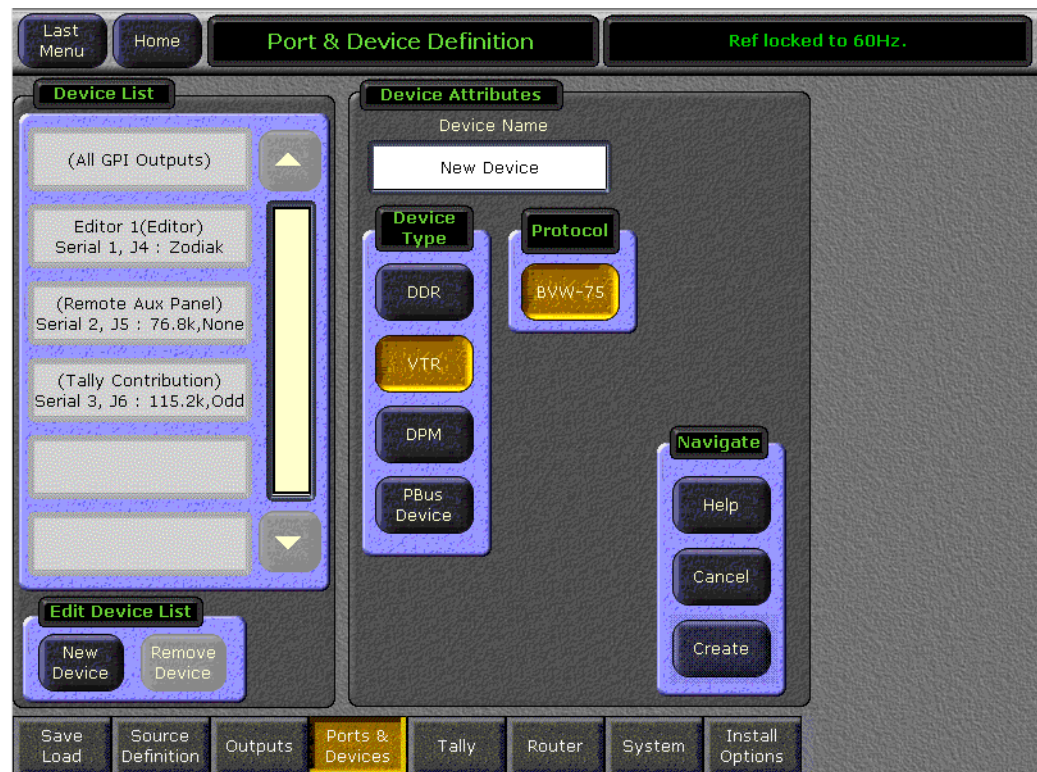 Last Menu
Home
Port & Device Definition
Ref locked to 60Hz.
Device List
(All GPI Outputs)
Editor 1(Editor)
Serial 1, J4 : Zodiak
(Remote Aux Panel)
Serial 2, J5 : 76.8k,None
(Tally Contribution)
Serial 3, J6 : 115.2k,Odd
Edit Device List
New
Device
Remove
Device
Device Attributes
Device Name
New Device
Device
Type
DDR
VTR
DPM
PBus
Device
Protocol
BVW-75
Navigate
Help
Cancel
Create
Save
Load
Source
Definition
Outputs
Ports &
Devices
Tally
Router
System
Install
Options